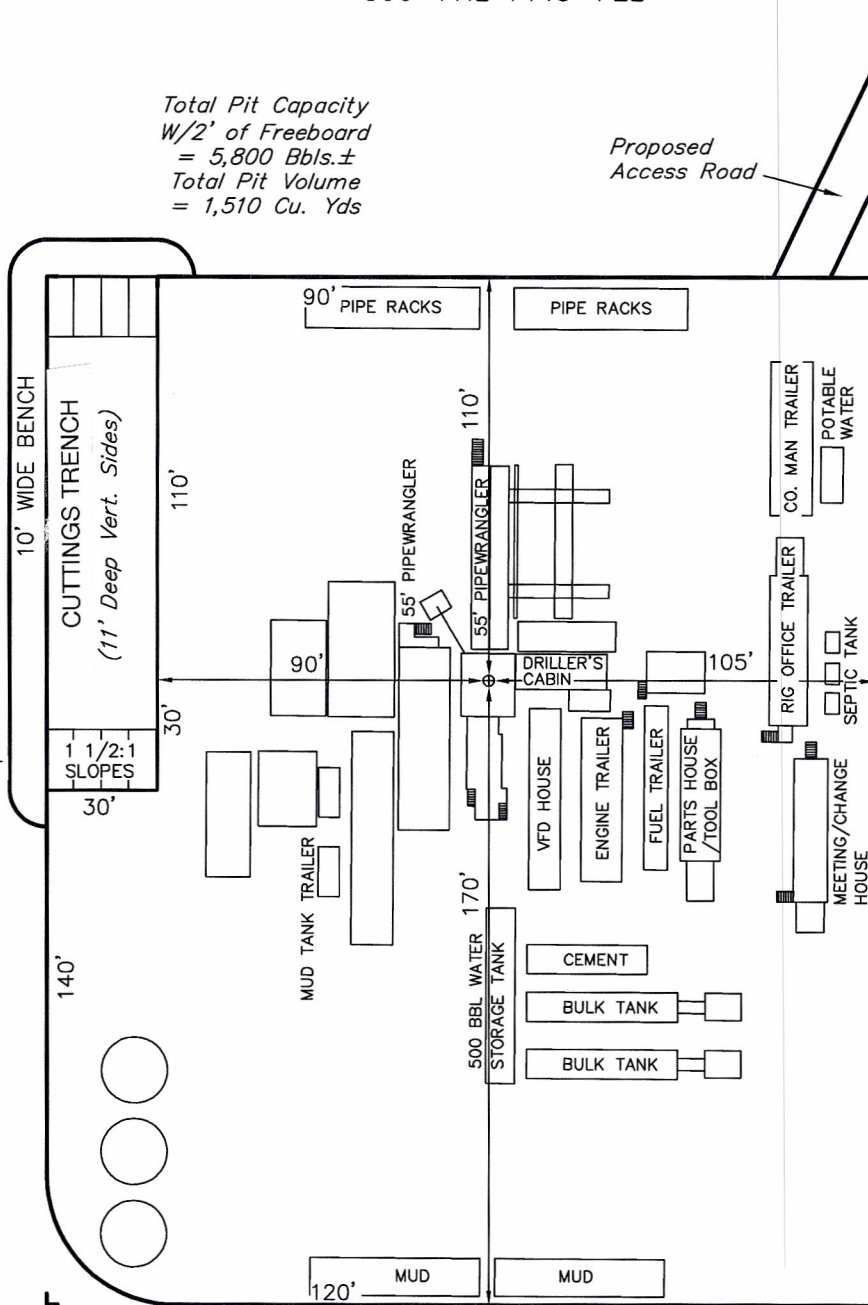 Total Pit Capacity
W/2' of Freeboard
= 5,800 Bbls.±
Total Pit Volume
= 1,510 Cu. Yds
Proposed
Access Road
10' WIDE BENCH
CUTTINGS TRENCH
(11' Deep Vert. Sides)
110'
30'
1 1/2:1
SLOPES
30'
140'
90'
PIPE RACKS
PIPE RACKS
110'
55' PIPEWRANGLER
55' PIPEWRANGLER
90'
DRILLER'S
CABIN
105'
CO. MAN TRAILER
POTABLE
WATER
RIG OFFICE TRAILER
SEPTIC TANK
VFD HOUSE
ENGINE TRAILER
FUEL TRAILER
PARTS HOUSE
/TOOL BOX
MEETING/CHANGE
HOUSE
MUD TANK TRAILER
170'
500 BBL WATER
STORAGE TANK
CEMENT
BULK TANK
BULK TANK
120'
MUD
MUD